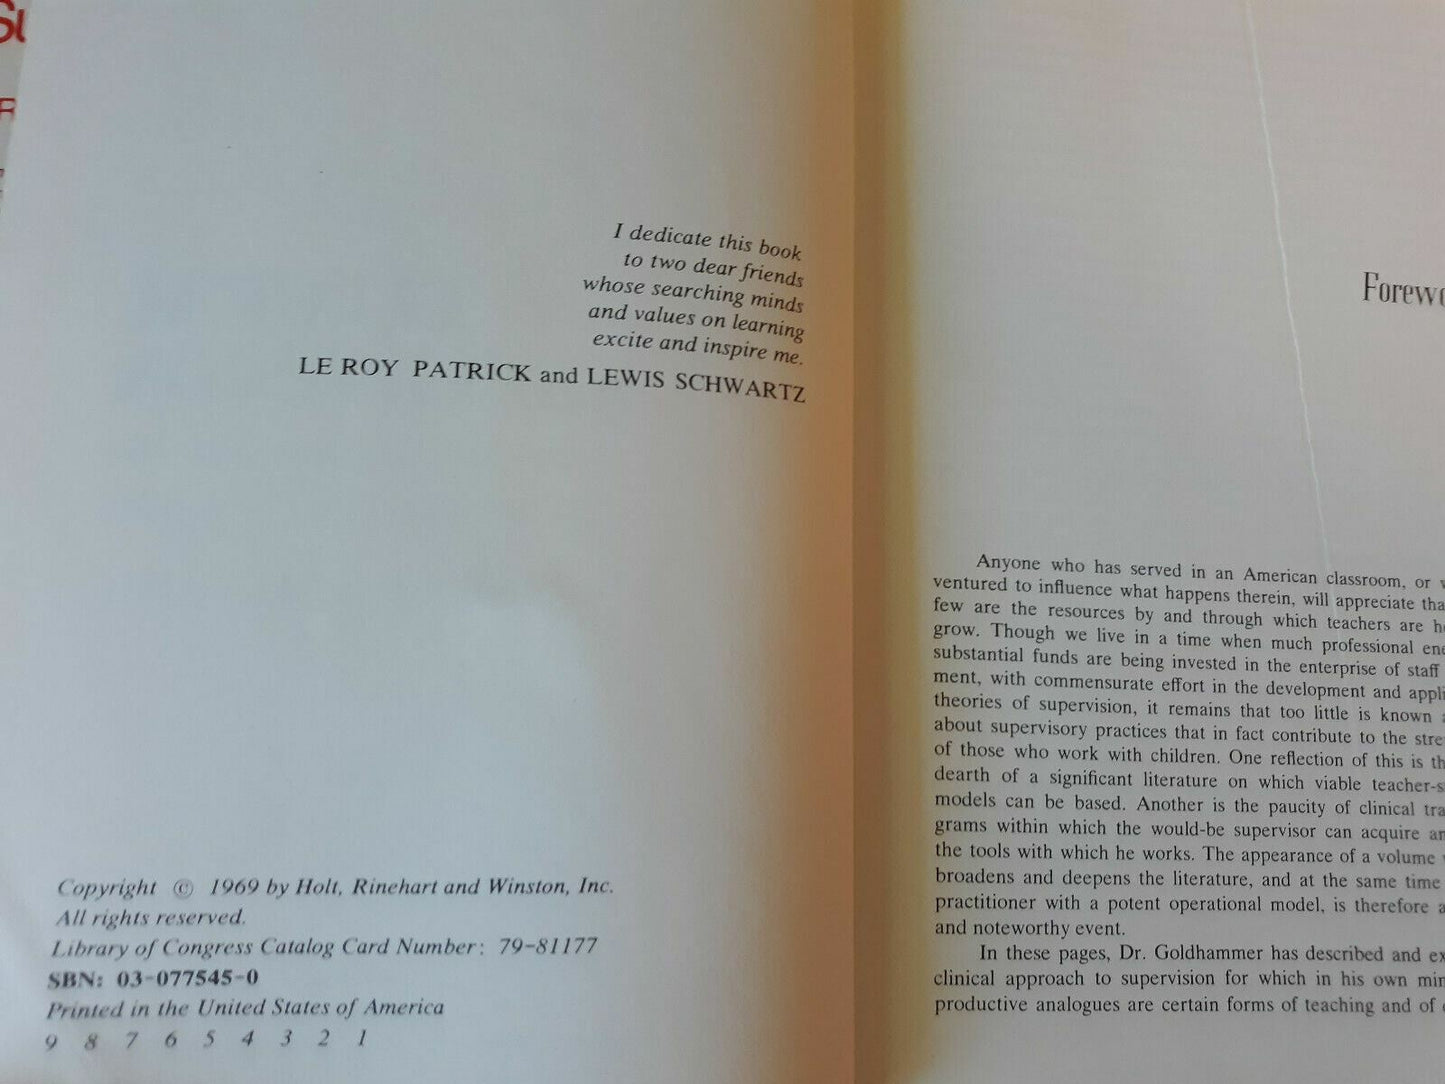 I dedicate this book
to two dear friends
whose searching minds
and values on learning
excite and inspire me.
LE ROY PATRICK and LEWIS SCHWARTZ
Copyright © 1969 by Holt, Rinehart and Winston, Inc.
All rights reserved.
Library of Congress Catalog Card Number: 79-81177
SBN: 03-077545-0
Printed in the United States of America
9 8 7 6 5 4 3 2 1
Anyone who has served in an American classroom, or
ventured to influence what happens therein, will appreciate
few are the resources by and through which teachers are
grow. Though we live in a time when much professional
substantial funds are being invested in the enterprise of staff
ment, with commensurate effort in the development and
theories of supervision, it remains that too little is known
about supervisory practices that in fact contribute to the
of those who work with children. One reflection of this is
dearth of a significant literature on which viable
models can be based. Another is the paucity of clinical
grams within which the would-be supervisor can acquire
the tools with which he works. The appearance of a volume
broadens and deepens the literature, and at the same time
practitioner with a potent operational model, is therefore
and noteworthy event.
In these pages, Dr. Goldhammer has described and
clinical approach to supervision for which in his own
productive analogues are certain forms of teaching and of